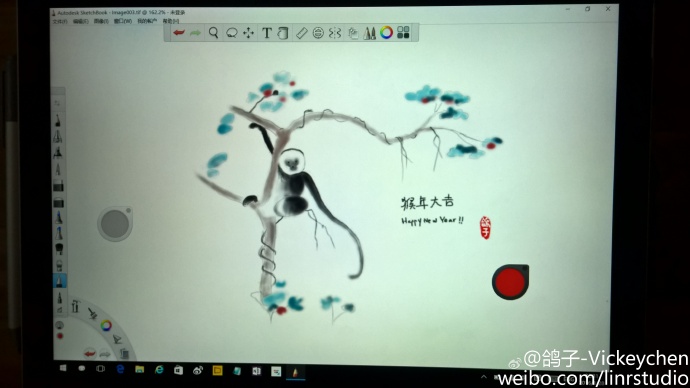 Autodesk SketchBook - Image003.tif @ 162.2% - 未登录
文件(F) 编辑(E) 图像(I) 窗口(W) 我的帐户 帮助(H)
T
猴年大吉
Happy New Year!!
鸽子
@鸽子-Vickeychen
weibo.com/linrstudio